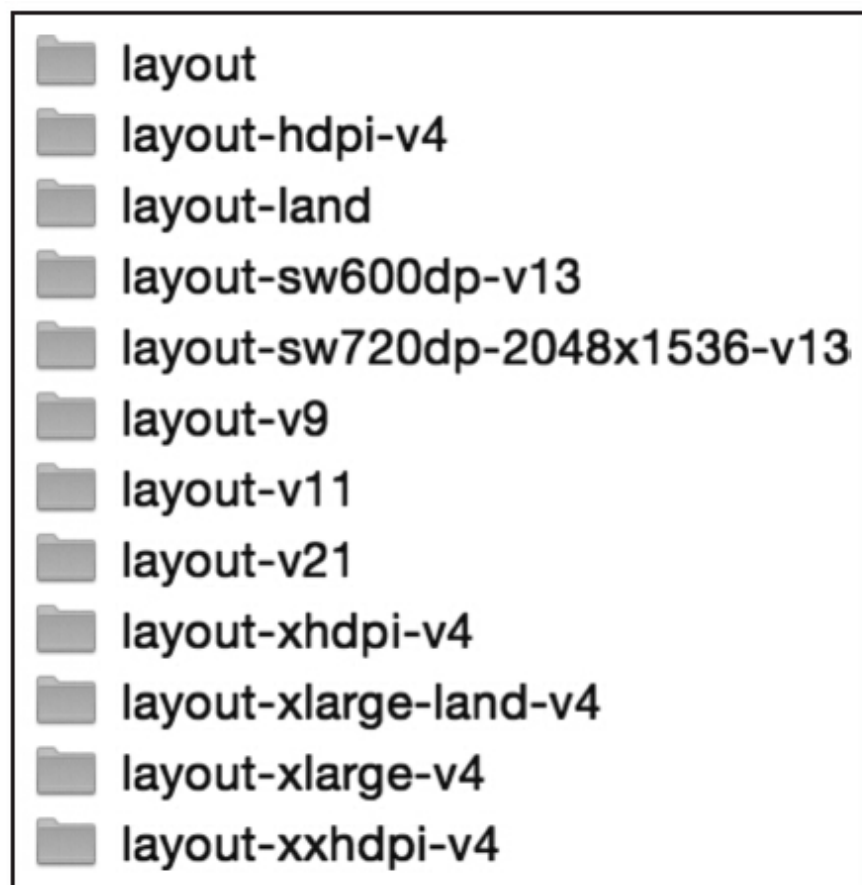 layout
layout-hdpi-v4
layout-land
layout-sw600dp-v13
layout-sw720dp-2048x1536-v13
layout-v9
layout-v11
layout-v21
layout-xhdpi-v4
layout-xlarge-land-v4
layout-xlarge-v4
layout-xxhdpi-v4